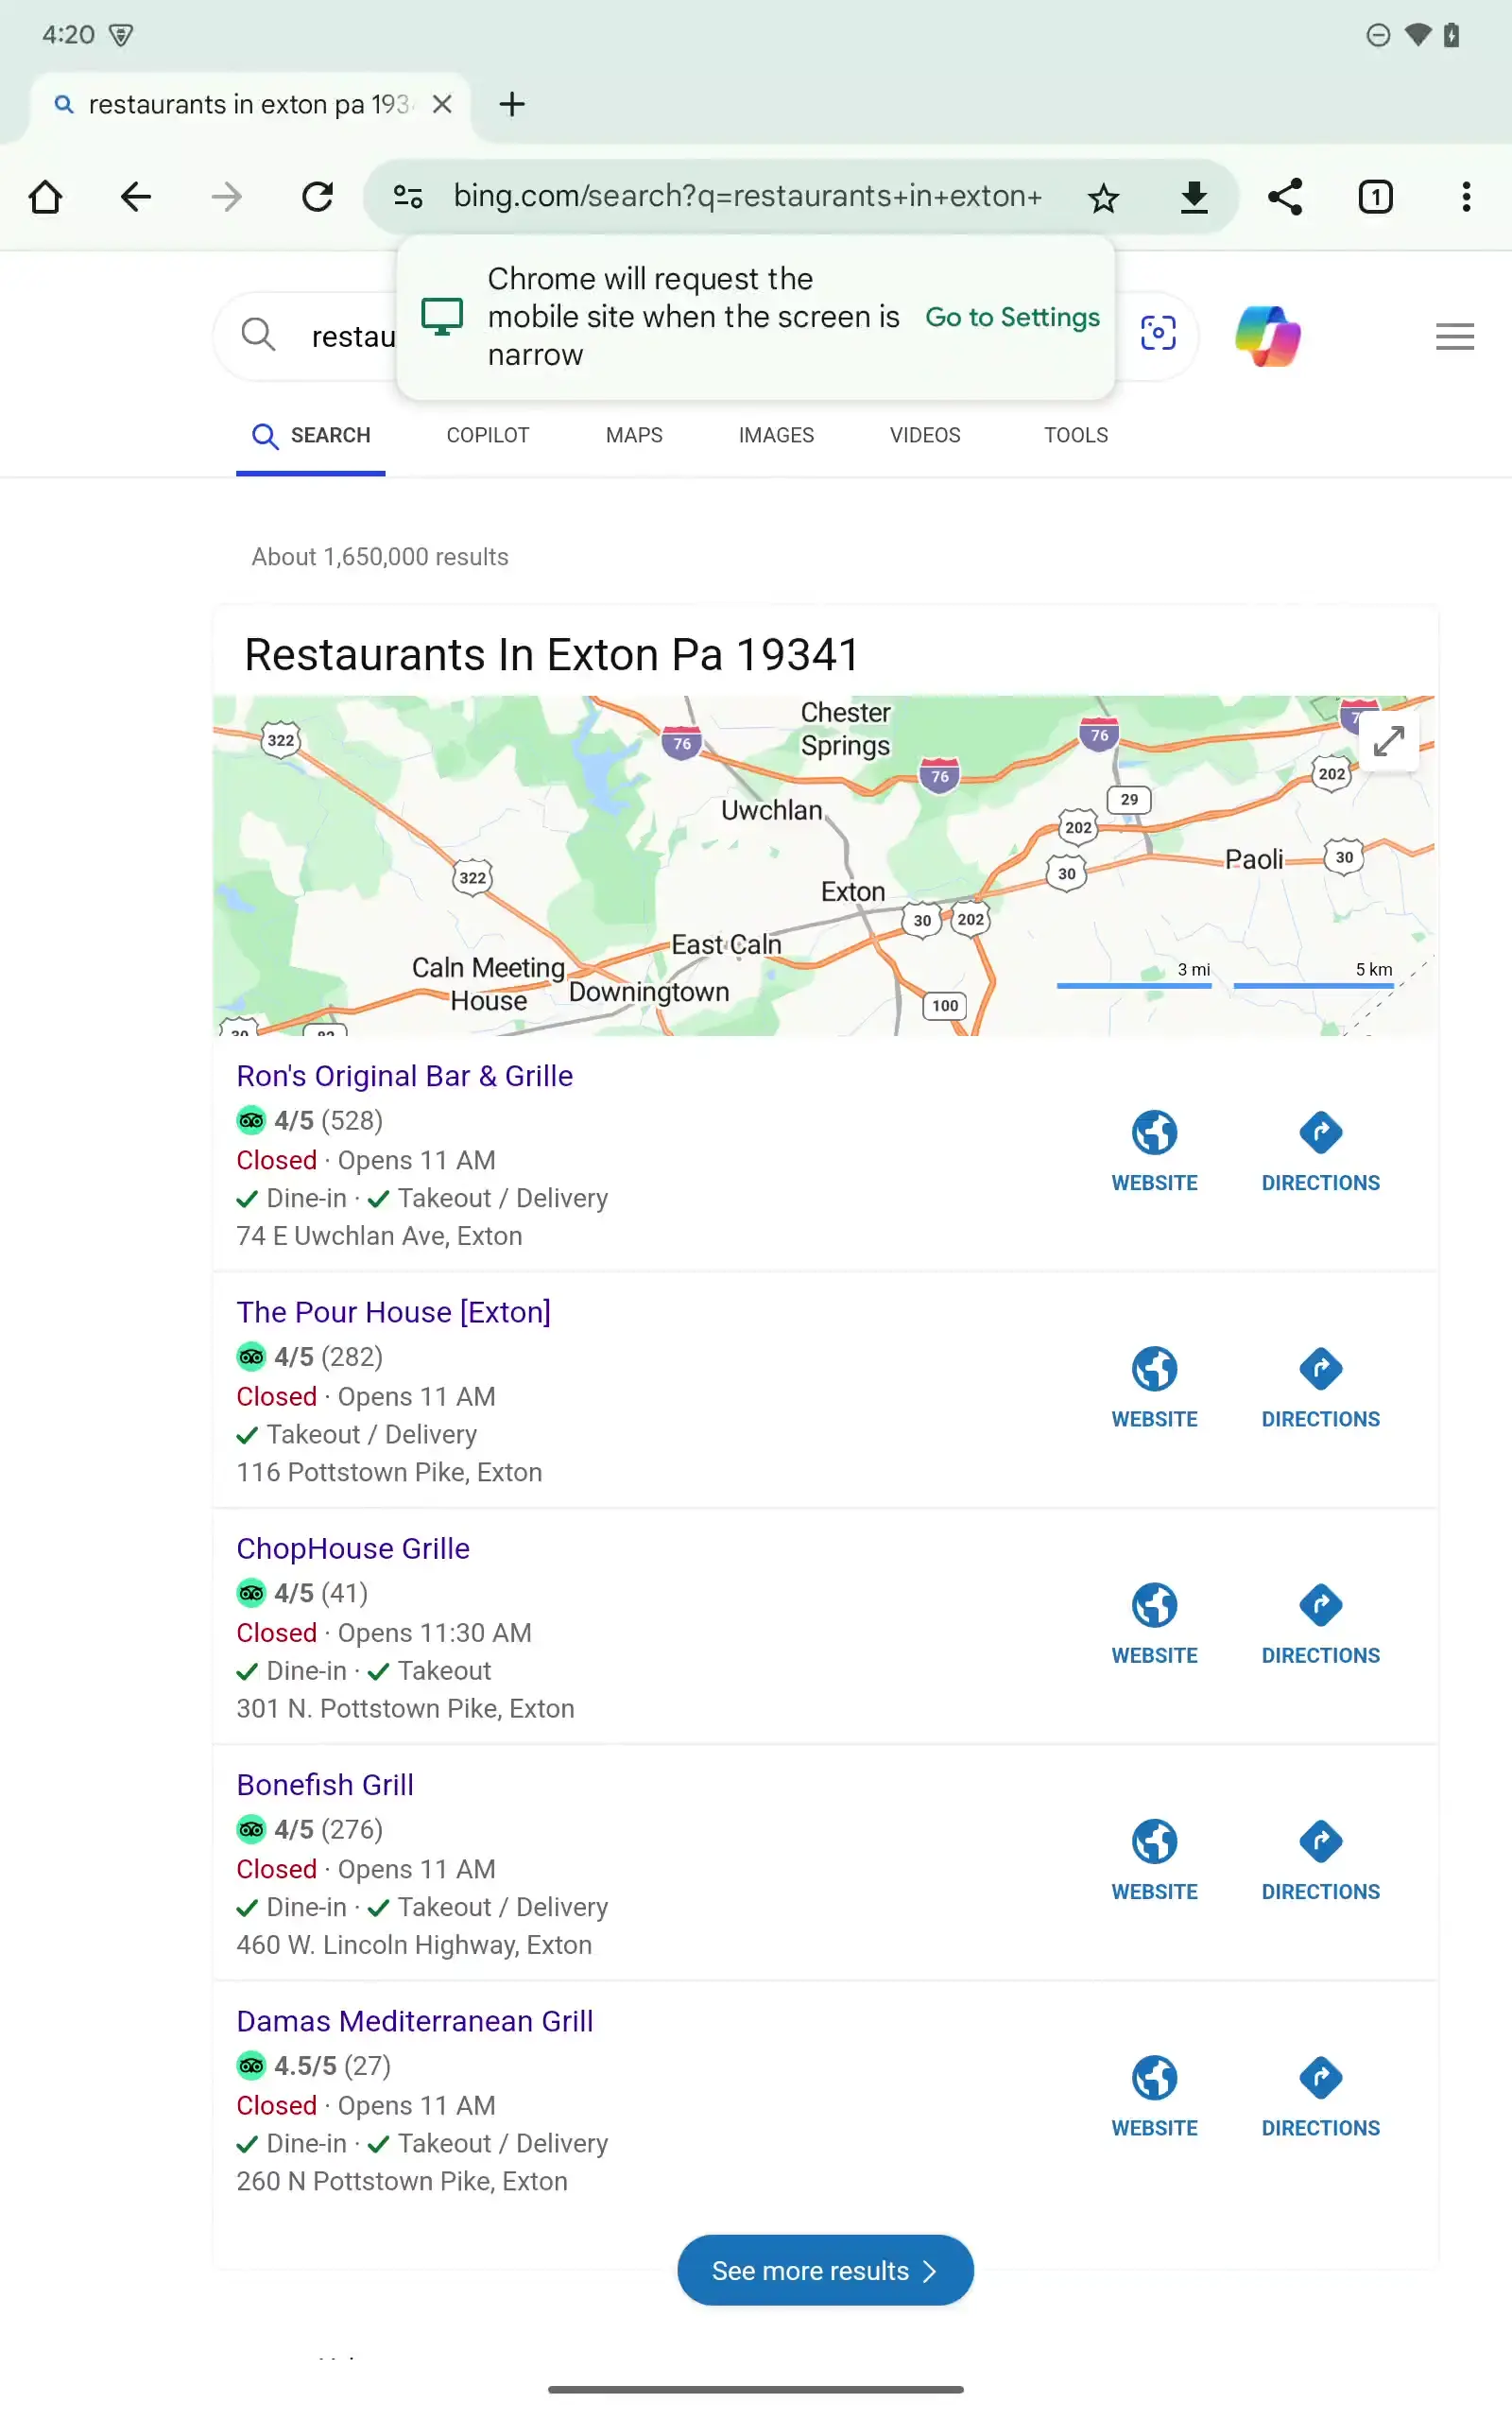 4:20
restaurants in exton pa 193
bing.com/search?q=restaurants+in+exton+
1
Chrome will request the
mobile site when the screen is
narrow
Go to Settings
restau
SEARCH
COPILOT
MAPS
IMAGES
VIDEOS
TOOLS
About 1,650,000 results
Restaurants In Exton Pa 19341
Chester
Springs
322
76
76
76
202
29
Uwchlan
202
30
Paoli
30
322
Exton
30
202
East Caln
Caln Meeting
House
Downingtown
100
3 mi
5 km
Ron's Original Bar & Grille
4/5 (528)
Closed · Opens 11 AM
Dine-in · Takeout / Delivery
74 E Uwchlan Ave, Exton
WEBSITE
DIRECTIONS
The Pour House [Exton]
4/5 (282)
Closed · Opens 11 AM
Takeout / Delivery
116 Pottstown Pike, Exton
WEBSITE
DIRECTIONS
ChopHouse Grille
4/5 (41)
Closed · Opens 11:30 AM
Dine-in · Takeout
301 N. Pottstown Pike, Exton
WEBSITE
DIRECTIONS
Bonefish Grill
4/5 (276)
Closed · Opens 11 AM
Dine-in · Takeout / Delivery
460 W. Lincoln Highway, Exton
WEBSITE
DIRECTIONS
Damas Mediterranean Grill
4.5/5 (27)
Closed · Opens 11 AM
Dine-in · Takeout / Delivery
260 N Pottstown Pike, Exton
WEBSITE
DIRECTIONS
See more results